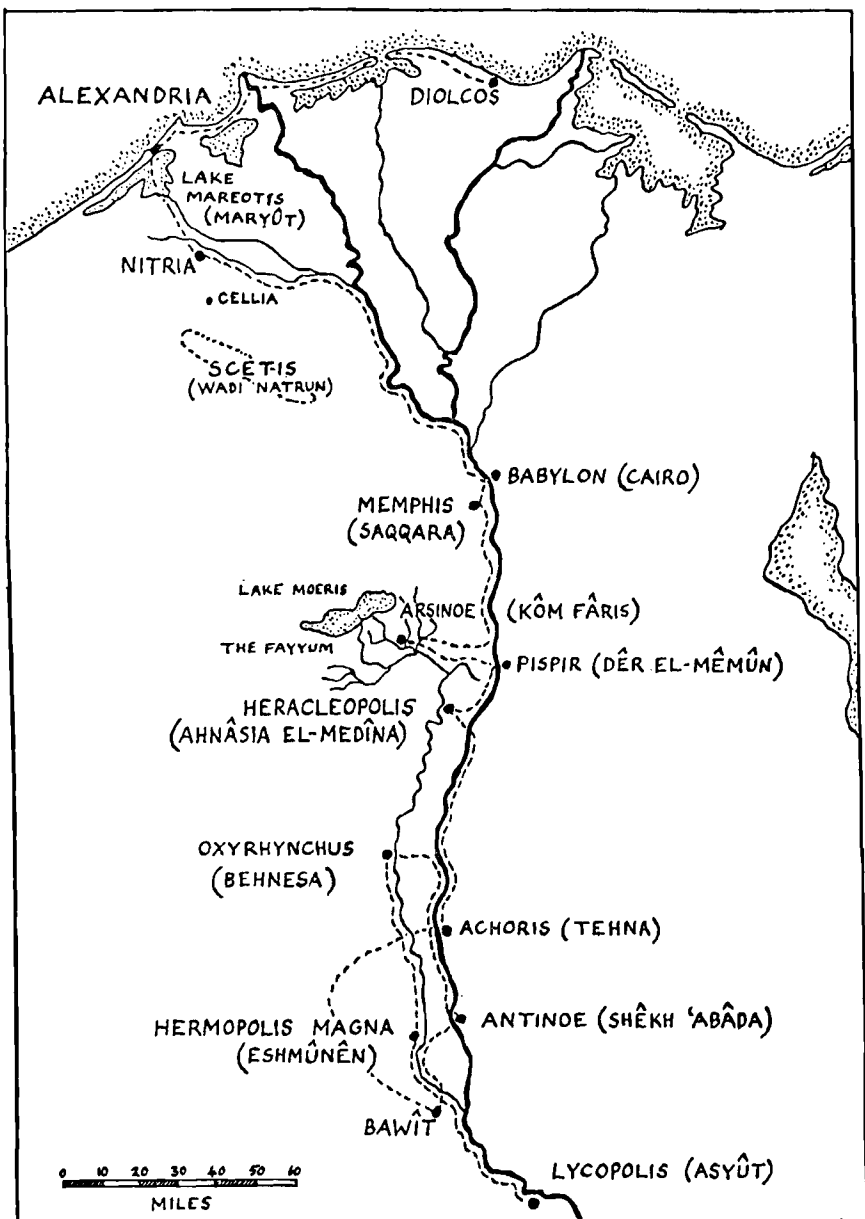 ALEXANDRIA
DIOLCOS
LAKE
MAREOTIS
(MARYÛT)
NITRIA
CELLIA
SCETIS
(WADI NATRUN)
BABYLON (CAIRO)
MEMPHIS
(SAQQARA)
LAKE MOERIS
ARSINOE (KÔM FÂRIS)
THE FAYYUM
PISPIR (DÊR EL-MÊMÛN)
HERACLEOPOLIS
(AHNÂSIA EL-MEDÎNA)
OXYRHYNCHUS
(BEHNESA)
ACHORIS (TEHNA)
HERMOPOLIS MAGNA
(ESHMÛNÊN)
ANTINOE (SHÊKH 'ABÂDA)
BAWÎT
LYCOPOLIS (ASYÛT)
0 10 20 30 40 50 60
MILES